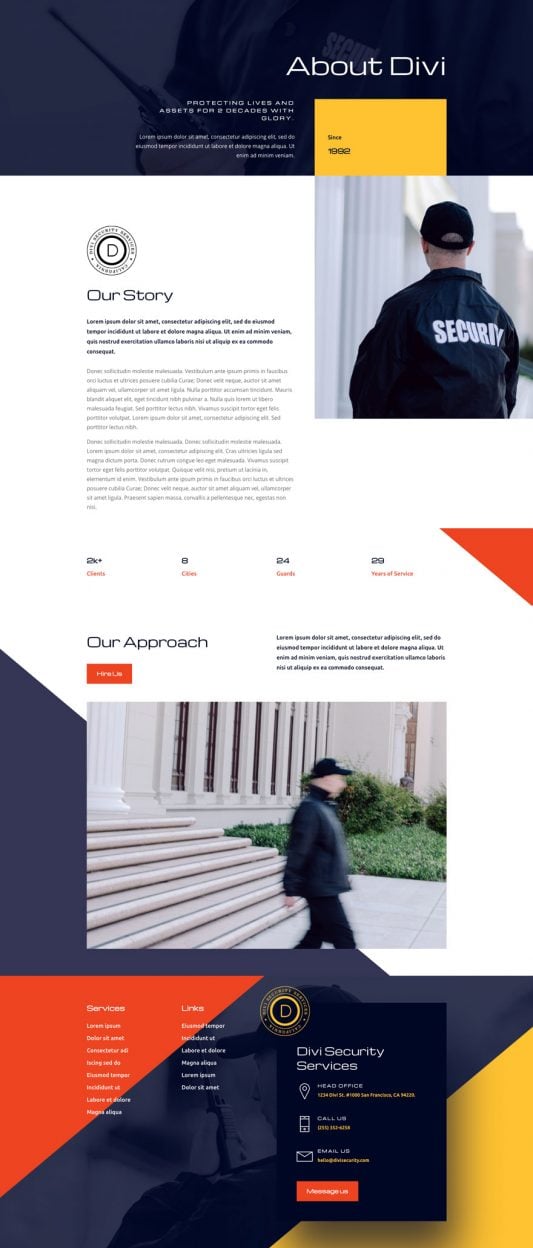 About Divi
PROTECTING LIVES AND
ASSETS FOR 2 DECADES WITH
GLORY.
Lorem ipsum dolor sit amet, consectetur adipiscing elit, sed do
eiusmod tempor incididunt ut labore et dolore magna aliqua. Ut
enim ad minim veniam.
Since
1992
DIVI SECURITY SERVICES
D
CALIFORNIA
SECURITY
Our Story
Lorem ipsum dolor sit amet, consectetur adipiscing elit, sed do eiusmod
tempor incididunt ut labore et dolore magna aliqua. Ut enim ad minim veniam,
quis nostrud exercitation ullamco laboris nisi ut aliquip ex ea commodo
consequat.
Donec sollicitudin molestie malesuada. Vestibulum ante ipsum primis in faucibus
orci luctus et ultrices posuere cubilia Curae; Donec velit neque, auctor sit amet
aliquam vel, ullamcorper sit amet ligula. Nulla porttitor accumsan tincidunt. Mauris
blandit aliquet elit, eget tincidunt nibh pulvinar a. Nulla quis lorem ut libero
malesuada feugiat. Sed porttitor lectus nibh. Vivamus suscipit tortor eget felis
porttitor volutpat. Lorem ipsum dolor sit amet, consectetur adipiscing elit. Sed
porttitor lectus nibh.
Donec sollicitudin molestie malesuada. Donec sollicitudin molestie malesuada.
Lorem ipsum dolor sit amet, consectetur adipiscing elit. Cras ultricies ligula sed
magna dictum porta. Donec rutrum congue leo eget malesuada. Vivamus suscipit
tortor eget felis porttitor volutpat. Quisque velit nisi, pretium ut lacinia in,
elementum id enim. Vestibulum ante ipsum primis in faucibus orci luctus et ultrices
posuere cubilia Curae; Donec velit neque, auctor sit amet aliquam vel, ullamcorper
sit amet ligula. Praesent sapien massa, convallis a pellentesque nec, egestas non
nisi.
2k+
Clients
8
Cities
24
Guards
29
Years of Service
Our Approach
Hire Us
Lorem ipsum dolor sit amet, consectetur adipiscing elit, sed do
eiusmod tempor incididunt ut labore et dolore magna aliqua. Ut
enim ad minim veniam, quis nostrud exercitation ullamco laboris
nisi ut aliquip ex ea commodo consequat.
Services
Lorem ipsum
Dolor sit amet
Consectetur adi
Iscing sed do
Eiusmod tempor
Incididunt ut
Labore et dolore
Magna aliqua
Links
Eiusmod tempor
Incididunt ut
Labore et dolore
Magna aliqua
Lorem ipsum
Dolor sit amet
DIVI SECURITY SERVICES
D
CALIFORNIA
Divi Security
Services
HEAD OFFICE
1234 Divi St. #1000 San Francisco, CA 94220.
CALL US
(255) 352-6258
EMAIL US
hello@divisecurity.com
Message us